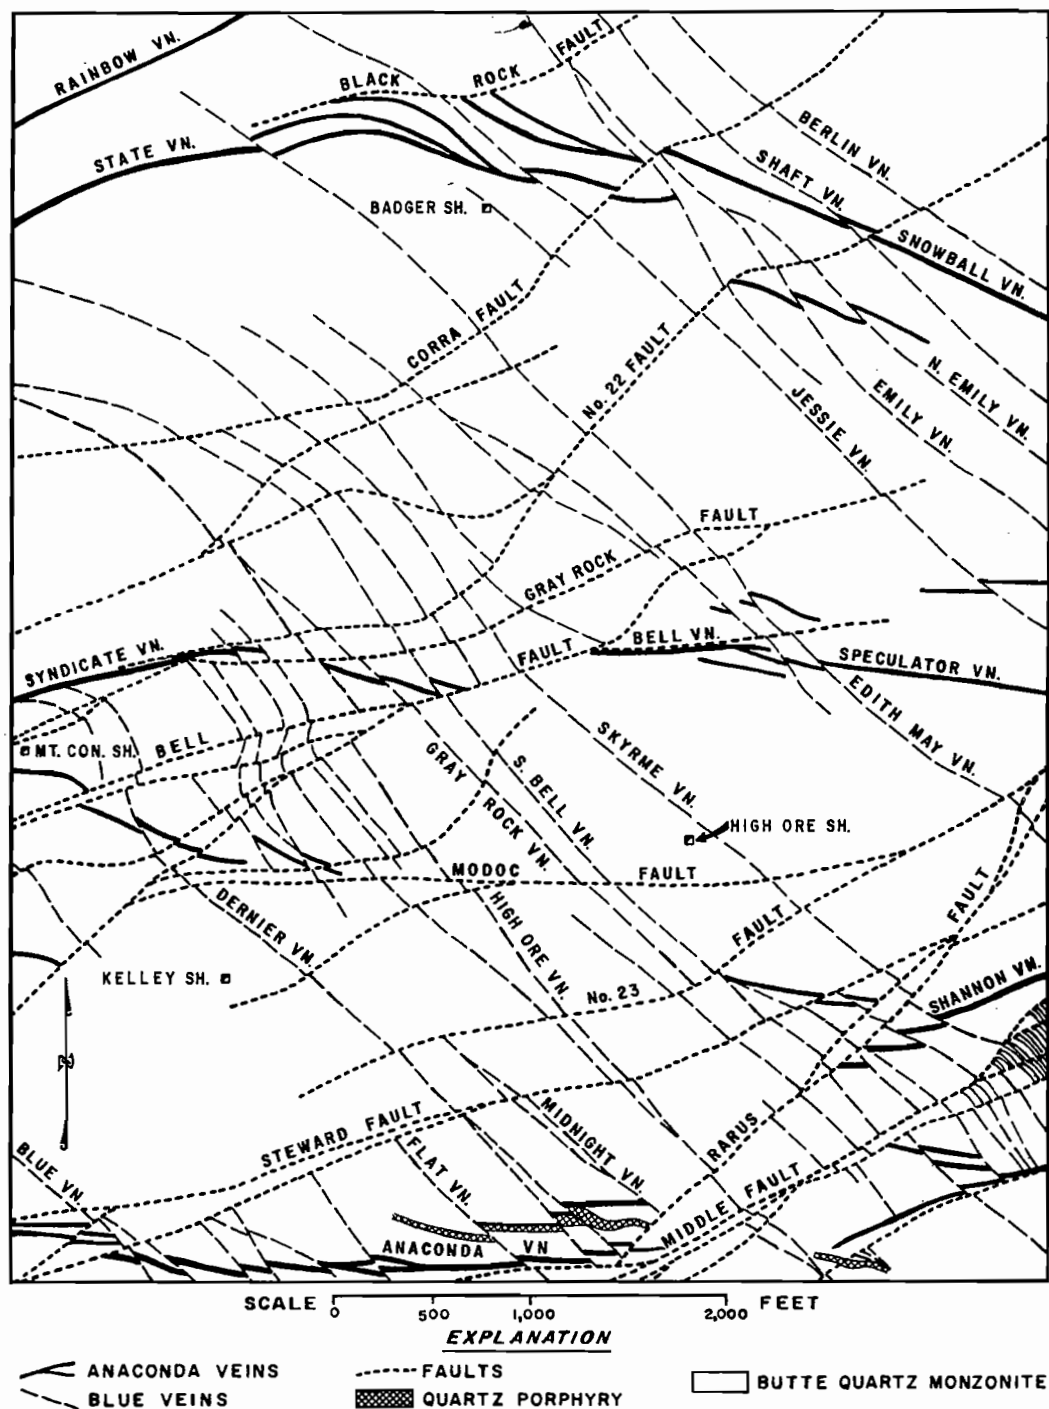 RAINBOW VN.
BLACK ROCK FAULT
STATE VN.
BERLIN VN.
SHAFT VN.
BADGER SH.
SNOWBALL VN.
CORRA FAULT
No. 22 FAULT
N. EMILY VN.
EMILY VN.
JESSIE VN.
FAULT
GRAY ROCK
BELL VN.
SYNDICATE VN.
FAULT
SPECULATOR VN.
EDITH MAY VN.
MT. CON. SH.
BELL
SKYRME VN.
GRAY ROCK VN.
S. BELL VN.
HIGH ORE SH.
MODOC FAULT
DERNIER VN.
HIGH ORE VN.
FAULT
FAULT
KELLEY SH.
No. 23
SHANNON VN.
STEWARD FAULT
MIDNIGHT VN.
RARUS
BLUE VN.
FLAT VN.
MIDDLE FAULT
ANACONDA VN
SCALE 0 500 1,000 2,000 FEET
EXPLANATION
ANACONDA VEINS
FAULTS
BUTTE QUARTZ MONZONITE
BLUE VEINS
QUARTZ PORPHYRY